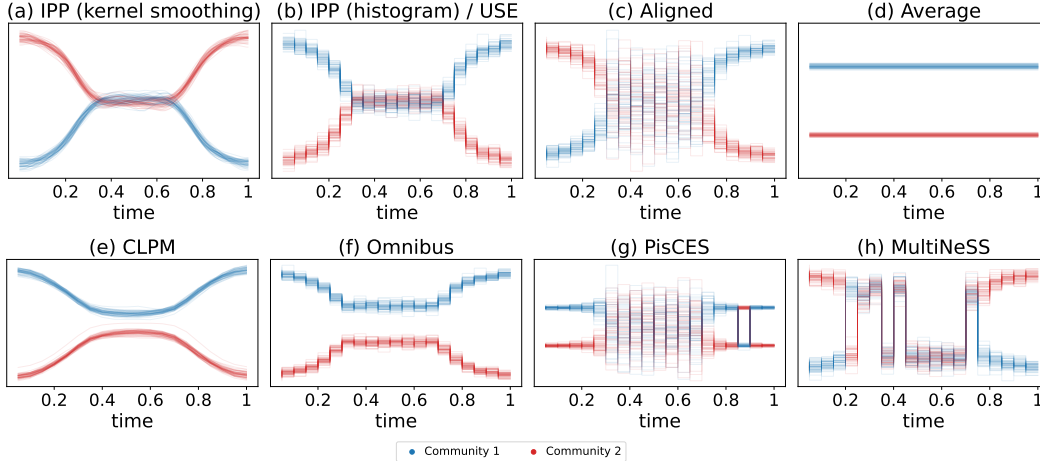 (a) IPP (kernel smoothing)
(b) IPP (histogram) / USE
(c) Aligned
(d) Average
0.2 0.4 0.6 0.8 1
0.2 0.4 0.6 0.8 1
0.2 0.4 0.6 0.8 1
0.2 0.4 0.6 0.8 1
time
time
time
time
(e) CLPM
(f) Omnibus
(g) PisCES
(h) MultiNeSS
0.2 0.4 0.6 0.8 1
0.2 0.4 0.6 0.8 1
0.2 0.4 0.6 0.8 1
0.2 0.4 0.6 0.8 1
time
time
time
time
Community 1 Community 2